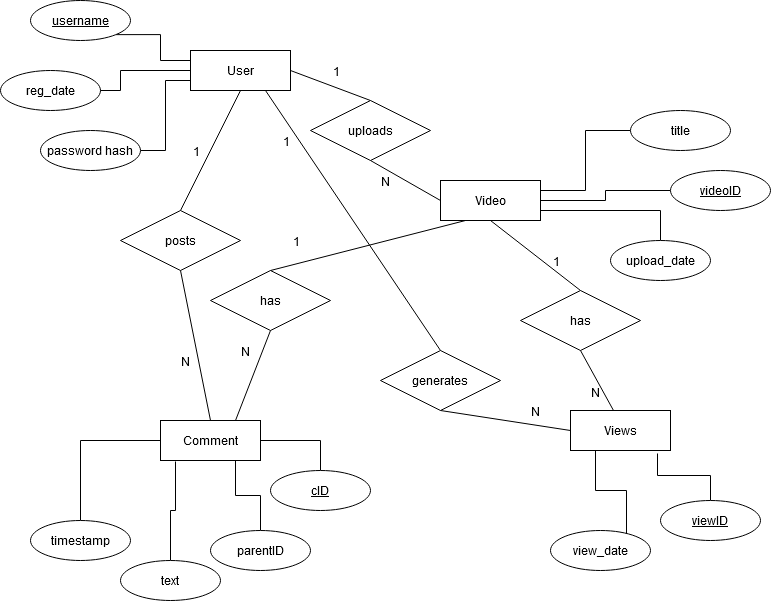 username
User
1
reg_date
uploads
title
password hash
1
1
N
Video
videoID
posts
1
upload_date
1
has
has
N
N
generates
N
N
Comment
Views
cID
timestamp
parentID
viewID
view_date
text